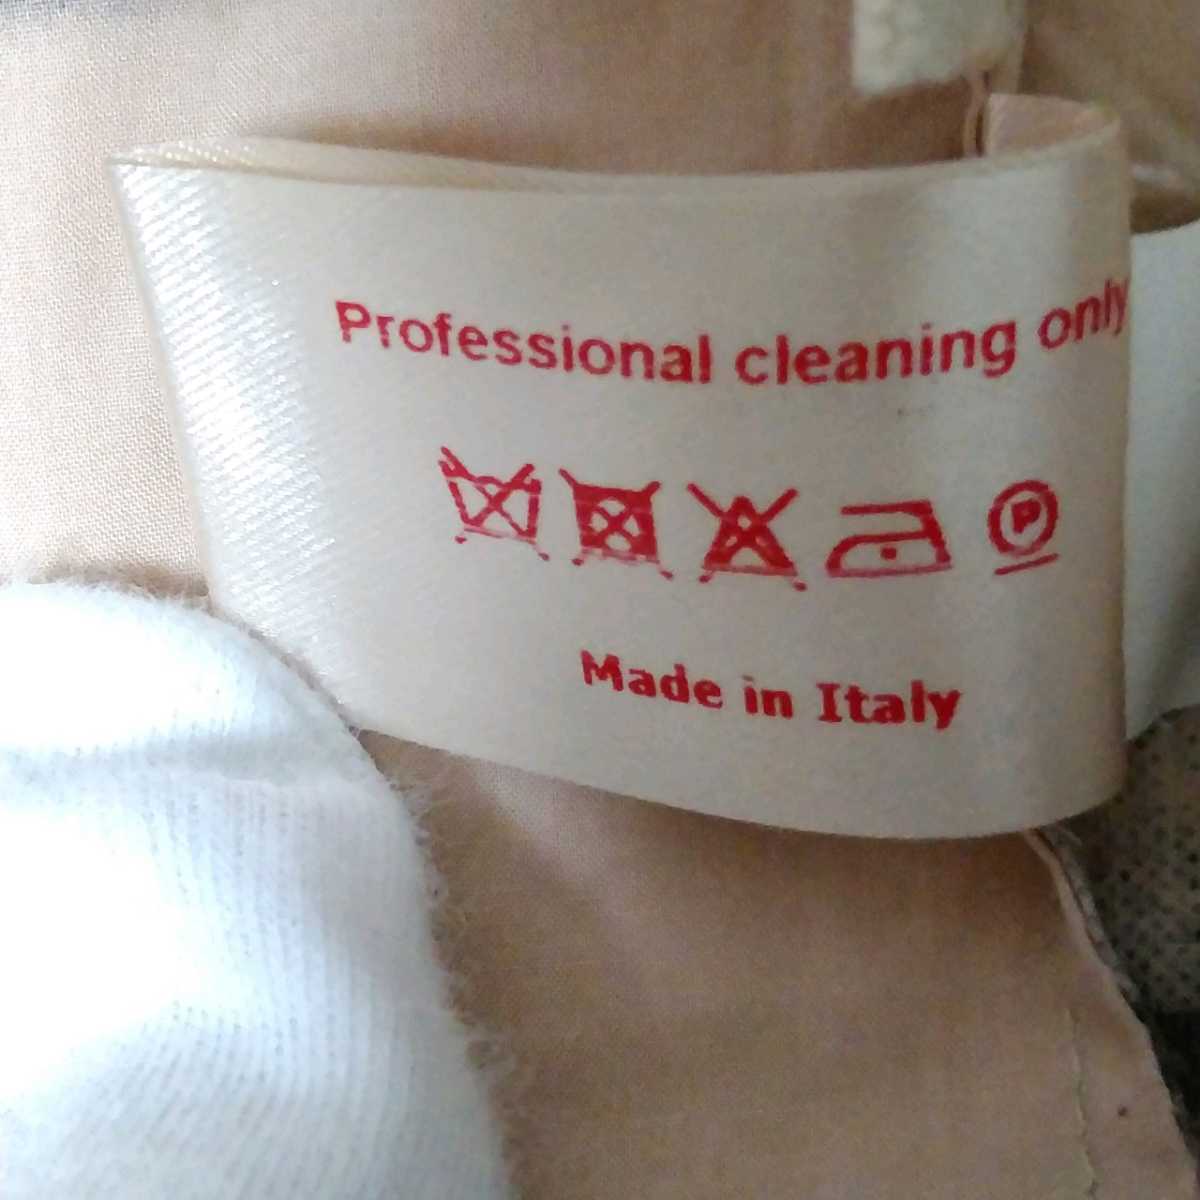 Professional cleaning only
P
Made in Italy